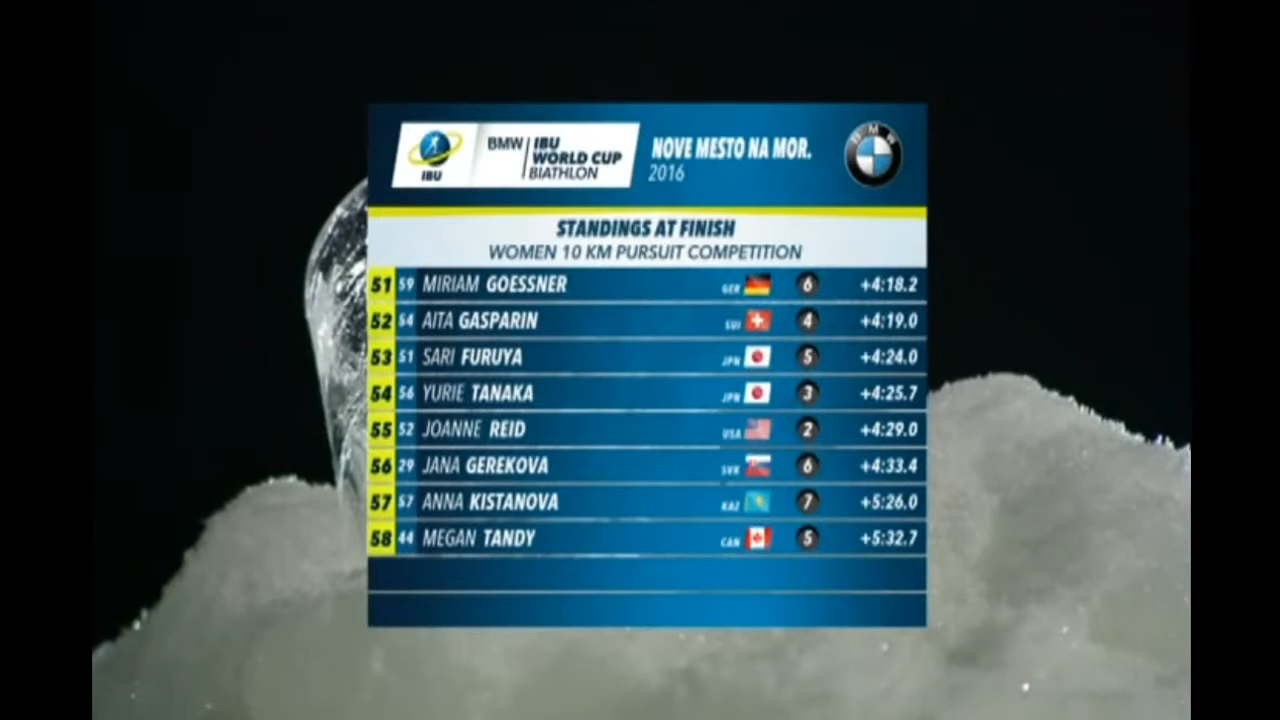 IBU
BMW IBU
WORLD CUP
BIATHLON
NOVE MESTO NA MOR.
2016
BMW
STANDINGS AT FINISH
WOMEN 10 KM PURSUIT COMPETITION
51 59 MIRIAM GOESSNER GER 6 +4:18.2
52 54 AITA GASPARIN SUI 4 +4:19.0
53 51 SARI FURUYA JPN 5 +4:24.0
54 56 YURIE TANAKA JPN 3 +4:25.7
55 52 JOANNE REID USA 2 +4:29.0
56 29 JANA GEREKOVA SVK 6 +4:33.4
57 57 ANNA KISTANOVA KAZ 7 +5:26.0
58 44 MEGAN TANDY CAN 5 +5:32.7